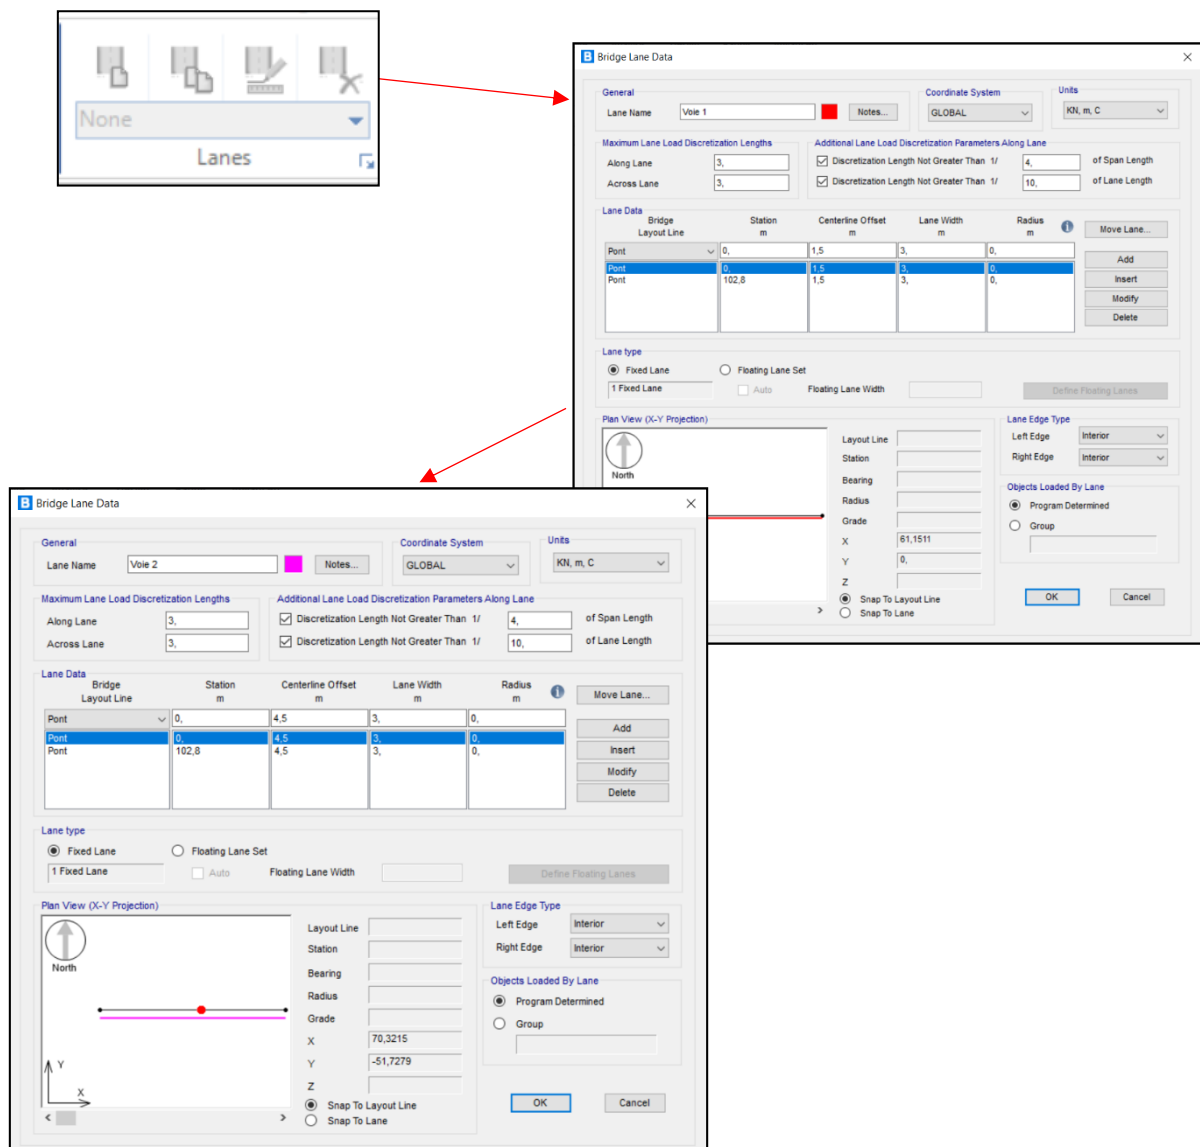 None
Lanes
B Bridge Lane Data
General
Lane Name Voie 1 Notes...
Coordinate System
GLOBAL
Units
KN, m, C
Maximum Lane Load Discretization Lengths
Along Lane 3,
Across Lane 3,
Additional Lane Load Discretization Parameters Along Lane
Discretization Length Not Greater Than 1/ 4, of Span Length
Discretization Length Not Greater Than 1/ 10, of Lane Length
Lane Data
Bridge Station Centerline Offset Lane Width Radius
Layout Line m m m m
Pont 0, 1,5 3, 0,
Pont 0, 1,5 3, 0,
Pont 102,8 1,5 3, 0,
Move Lane...
Add
Insert
Modify
Delete
Lane type
Fixed Lane Floating Lane Set
1 Fixed Lane Auto Floating Lane Width Define Floating Lanes
Plan View (X-Y Projection)
North
Layout Line
Station
Bearing
Radius
Grade
X 61,1511
Y 0,
Z
Snap To Layout Line
Snap To Lane
Lane Edge Type
Left Edge Interior
Right Edge Interior
Objects Loaded By Lane
Program Determined
Group
OK Cancel
B Bridge Lane Data
General
Lane Name Voie 2 Notes...
Coordinate System
GLOBAL
Units
KN, m, C
Maximum Lane Load Discretization Lengths
Along Lane 3,
Across Lane 3,
Additional Lane Load Discretization Parameters Along Lane
Discretization Length Not Greater Than 1/ 4, of Span Length
Discretization Length Not Greater Than 1/ 10, of Lane Length
Lane Data
Bridge Station Centerline Offset Lane Width Radius
Layout Line m m m m
Pont 0, 4,5 3, 0,
Pont 0, 4,5 3, 0,
Pont 102,8 4,5 3, 0,
Move Lane...
Add
Insert
Modify
Delete
Lane type
Fixed Lane Floating Lane Set
1 Fixed Lane Auto Floating Lane Width Define Floating Lanes
Plan View (X-Y Projection)
North
Y
X
Layout Line
Station
Bearing
Radius
Grade
X 70,3215
Y -51,7279
Z
Snap To Layout Line
Snap To Lane
Lane Edge Type
Left Edge Interior
Right Edge Interior
Objects Loaded By Lane
Program Determined
Group
OK Cancel